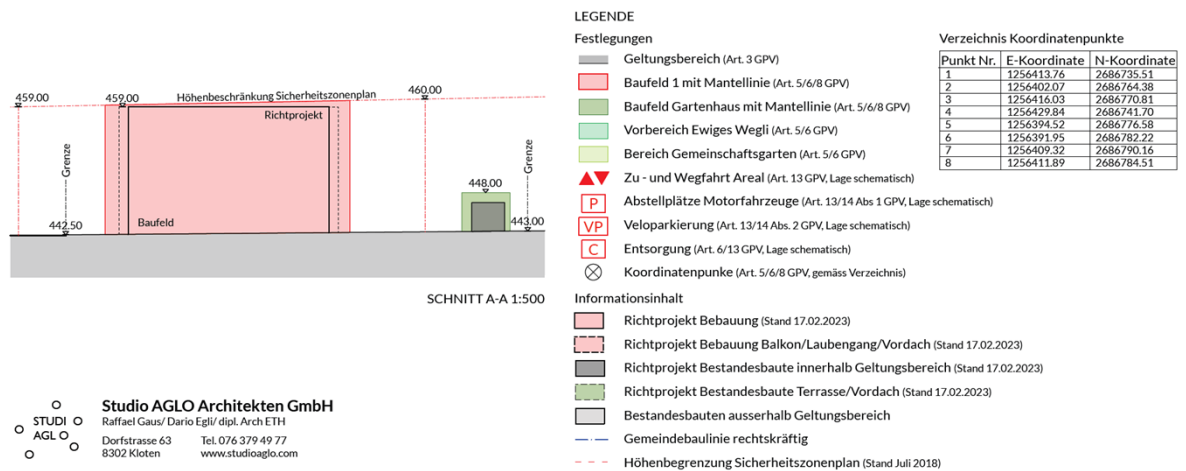 459.00
459.00
Höhenbeschränkung Sicherheitszonenplan
460.00
Richtprojekt
Grenze
Grenze
448.00
Baufeld
442.50
443.00
SCHNITT A-A 1:500
STUDI
AGL
Studio AGLO Architekten GmbH
Raffael Gaus/ Dario Egli/ dipl. Arch ETH
Dorfstrasse 63 Tel. 076 379 49 77
8302 Kloten www.studioaglo.com
LEGENDE
Festlegungen
Geltungsbereich (Art. 3 GPV)
Baufeld 1 mit Mantellinie (Art. 5/6/8 GPV)
Baufeld Gartenhaus mit Mantellinie (Art. 5/6/8 GPV)
Vorbereich Ewiges Wegli (Art. 5/6 GPV)
Bereich Gemeinschaftsgarten (Art. 5/6 GPV)
Zu - und Wegfahrt Areal (Art. 13 GPV, Lage schematisch)
P Abstellplätze Motorfahrzeuge (Art. 13/14 Abs 1 GPV, Lage schematisch)
VP Veloparkierung (Art. 13/14 Abs. 2 GPV, Lage schematisch)
C Entsorgung (Art. 6/13 GPV, Lage schematisch)
Koordinatenpunke (Art. 5/6/8 GPV, gemäss Verzeichnis)
Informationsinhalt
Richtprojekt Bebauung (Stand 17.02.2023)
Richtprojekt Bebauung Balkon/Laubengang/Vordach (Stand 17.02.2023)
Richtprojekt Bestandesbaute innerhalb Geltungsbereich (Stand 17.02.2023)
Richtprojekt Bestandesbaute Terrasse/Vordach (Stand 17.02.2023)
Bestandesbauten ausserhalb Geltungsbereich
Gemeindebaulinie rechtskräftig
Höhenbegrenzung Sicherheitszonenplan (Stand Juli 2018)
Verzeichnis Koordinatenpunkte
Punkt Nr. E-Koordinate N-Koordinate
1 1256413.76 2686735.51
2 1256402.07 2686764.38
3 1256416.03 2686770.81
4 1256429.84 2686741.70
5 1256394.52 2686776.58
6 1256391.95 2686782.22
7 1256409.32 2686790.16
8 1256411.89 2686784.51